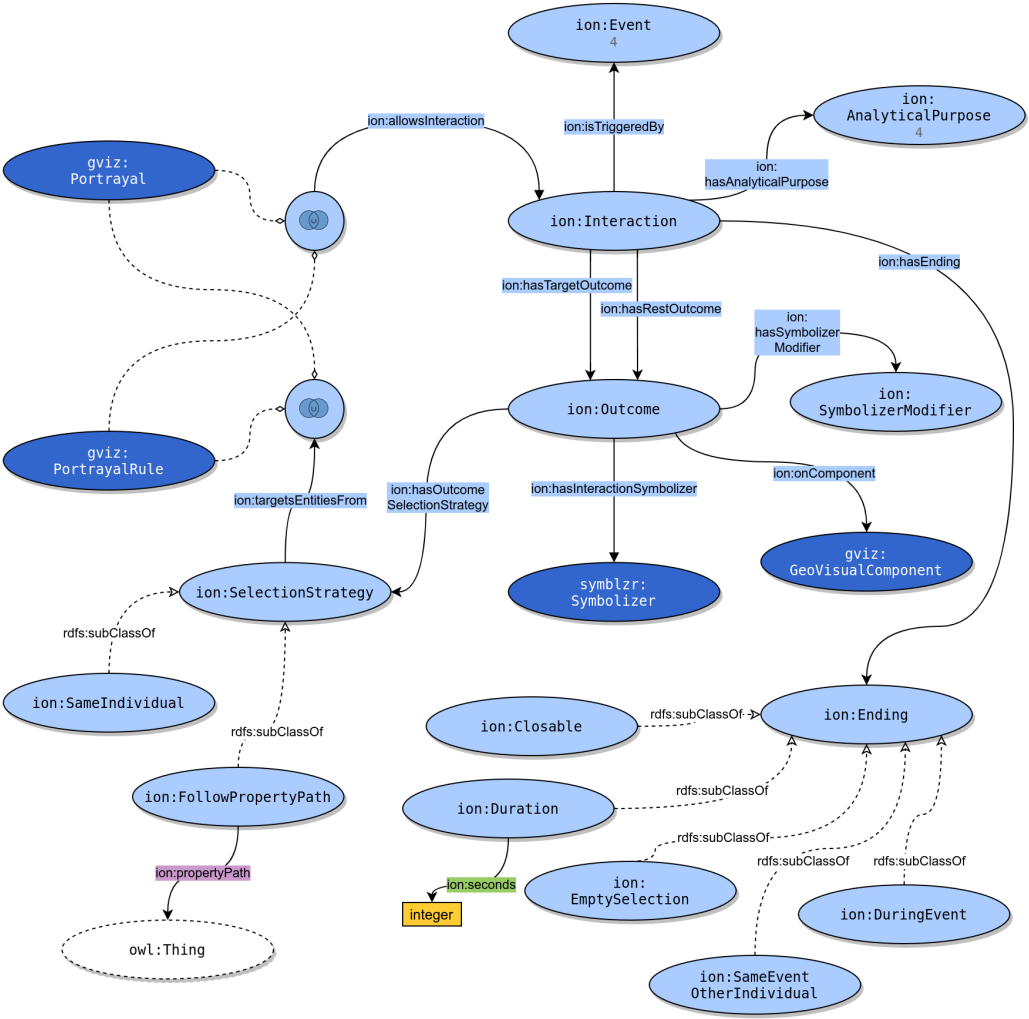 ion:Event
4
ion:
AnalyticalPurpose
4
ion:allowsInteraction
ion:isTriggeredBy
gviz:
Portrayal
ion:
hasAnalyticalPurpose
ion:Interaction
ion:hasEnding
ion:hasTargetOutcome
ion:hasRestOutcome
ion:
hasSymbolizer
Modifier
ion:
SymbolizerModifier
ion:Outcome
gviz:
PortrayalRule
ion:targetsEntitiesFrom
ion:hasOutcome
SelectionStrategy
ion:hasInteractionSymbolizer
ion:onComponent
gviz:
GeoVisualComponent
ion:SelectionStrategy
symblzr:
Symbolizer
rdfs:subClassOf
ion:SameIndividual
rdfs:subClassOf
ion:Closable
rdfs:subClassOf
ion:Ending
ion:FollowPropertyPath
ion:Duration
rdfs:subClassOf
rdfs:subClassOf
rdfs:subClassOf
rdfs:subClassOf
ion:propertyPath
ion:seconds
integer
ion:
EmptySelection
ion:DuringEvent
owl:Thing
ion:SameEvent
OtherIndividual